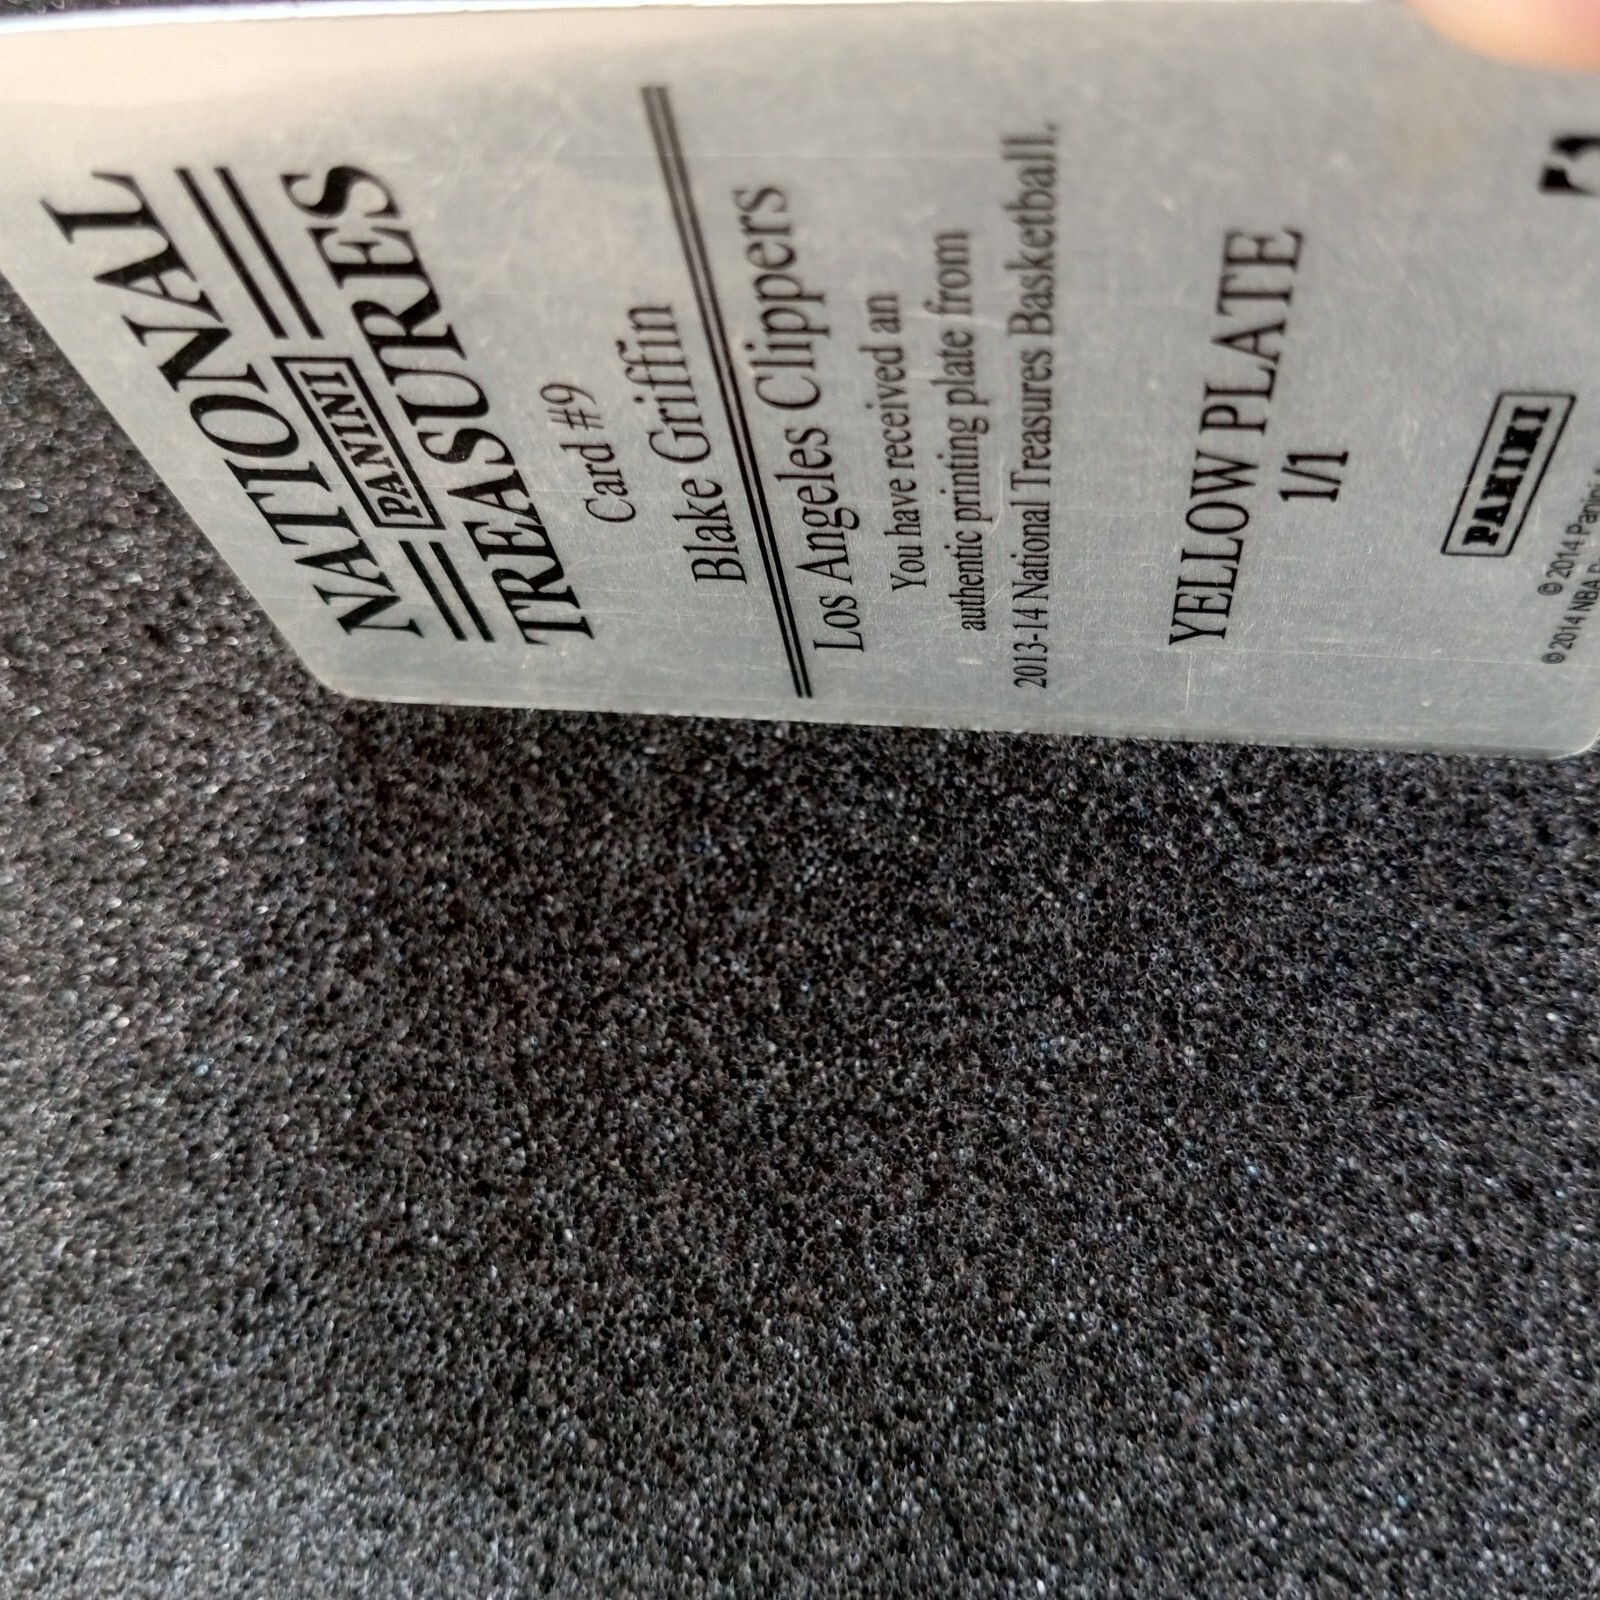 NATIONAL
PANINI
TREASURES
Card #9
Blake Griffin
Los Angeles Clippers
You have received an
authentic printing plate from
2013-14 National Treasures Basketball.
YELLOW PLATE
1/1
PANINI
© 2014 Panini
© 2014 NBA